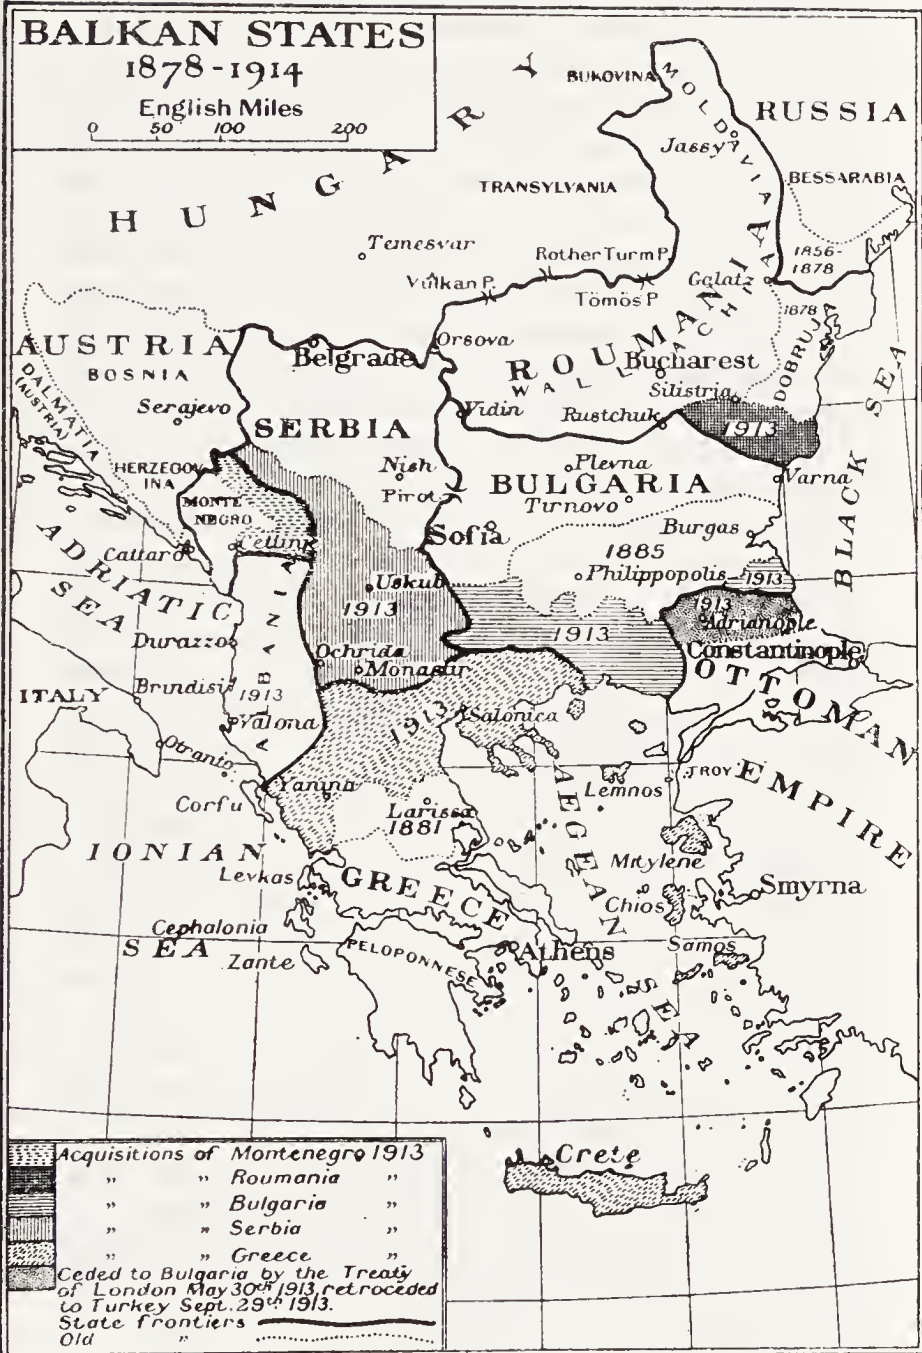 BALKAN STATES
1878-1914
English Miles
0 50 100 200
HUNGARY
BUKOVINA
MOLDAVIA
RUSSIA
Jassy
BESSARABIA
TRANSYLVANIA
Temesvar
Rother Turm P.
1856-
1878
Vulkan P.
Tömös P.
Galatz
1878
DOBRUJA
AUSTRIA
BOSNIA
Belgrade
Orsova
ROUMANIA
WALLACHIA
Bucharest
Silistria
DALMATIA
(AUSTRIA)
Serajevo
SERBIA
Vidin
Rustchuk
1913
BLACK SEA
HERZEGOV
INA
Nish
Plevna
Varna
MONTE
NEGRO
Pirot
BULGARIA
Tirnovo
Cettinje
Sofia
Burgas
Cattaro
1885
ADRIATIC
SEA
Uskub
Philippopolis
1913
1913
1913
Adrianople
Durazzo
ALBANIA
Ochrida
1913
Constantinople
Monastir
ITALY
Brindisi
1913
OTTOMAN
EMPIRE
Valona
1913
Salonica
Otranto
TROY
Yanina
Lemnos
Corfu
Larissa
1881
AEGEAN
SEA
IONIAN
SEA
Mitylene
Levkas
GREECE
Chios
Smyrna
Cephalonia
Athens
Samos
Zante
PELOPONNESE
Crete
Acquisitions of Montenegro 1913
" " Roumania "
" " Bulgaria "
" " Serbia "
" " Greece "
Ceded to Bulgaria by the Treaty
of London May 30th 1913, retroceded
to Turkey Sept. 29th 1913.
State frontiers
Old "